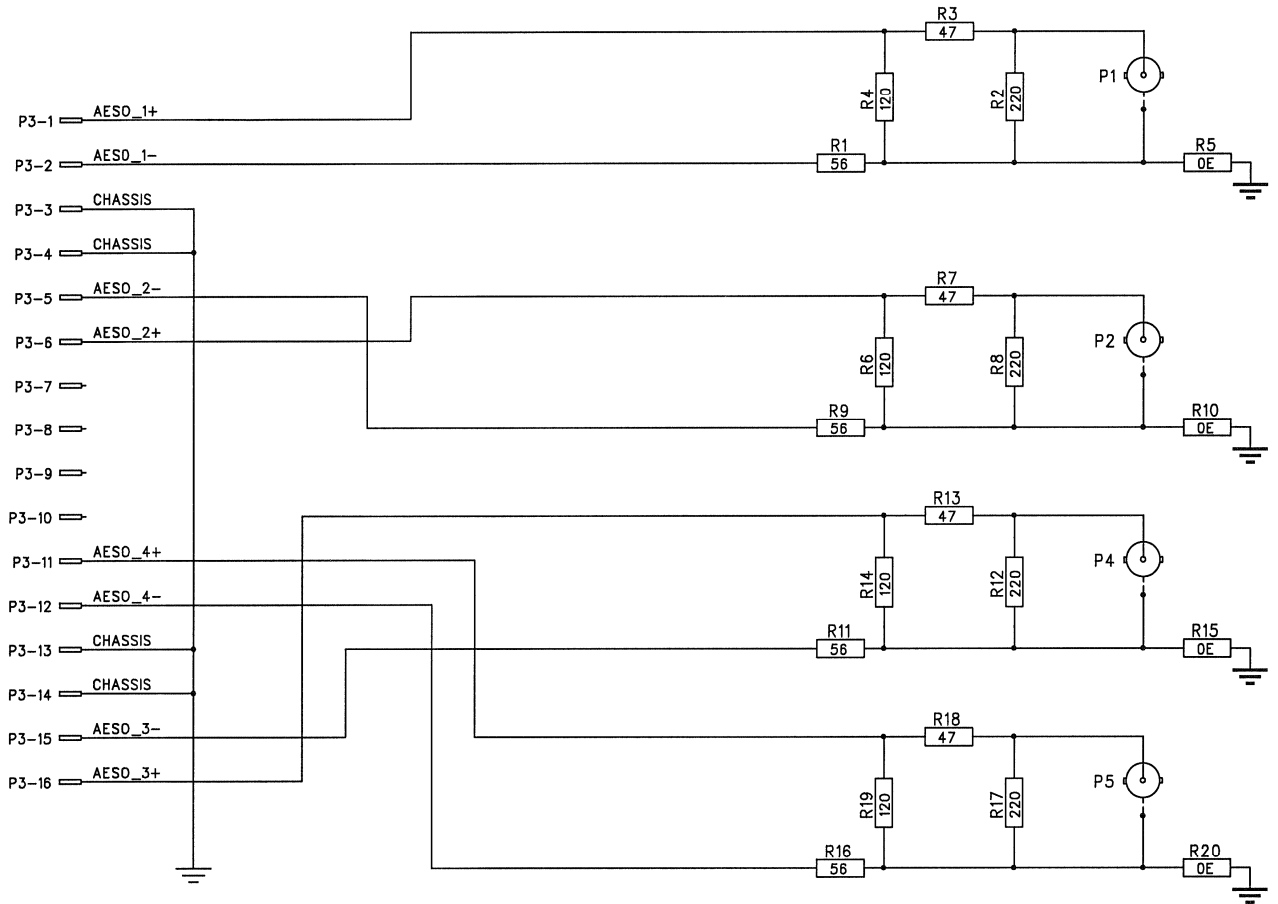 R3
47
P1
R4
120
R2
220
P3-1 AESO_1+
P3-2 AESO_1-
R1
56
R5
0E
P3-3 CHASSIS
P3-4 CHASSIS
P3-5 AESO_2-
P3-6 AESO_2+
R7
47
P2
R6
120
R8
220
P3-7
P3-8
R9
56
R10
0E
P3-9
P3-10
R13
47
P3-11 AESO_4+
P4
R14
120
R12
220
P3-12 AESO_4-
P3-13 CHASSIS
R11
56
R15
0E
P3-14 CHASSIS
P3-15 AESO_3-
R18
47
P3-16 AESO_3+
P5
R19
120
R17
220
R16
56
R20
0E